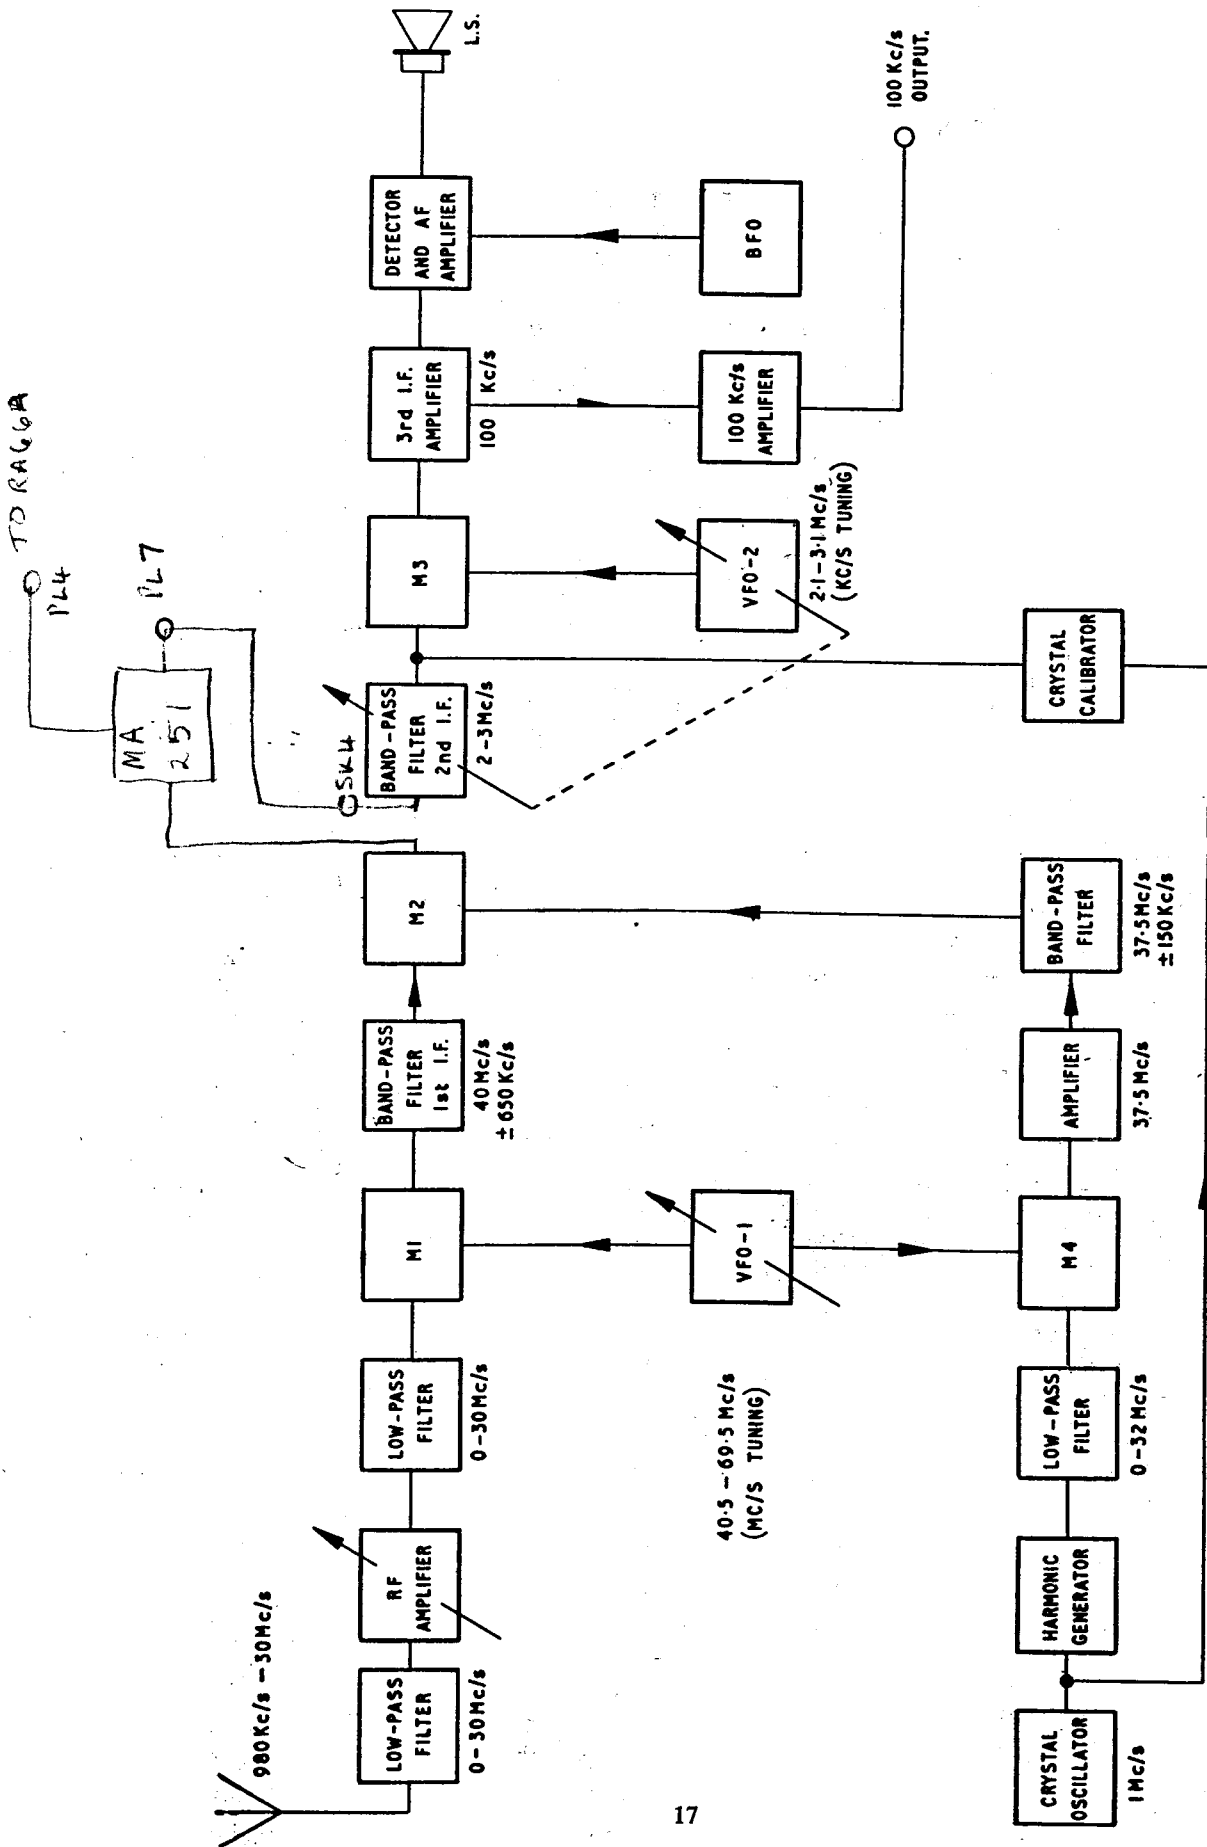 TO RA66A
PL4
PL7
MA
251
SK4
980Kc/s - 30Mc/s
LOW-PASS
FILTER
0-30Mc/s
RF
AMPLIFIER
LOW-PASS
FILTER
0-30Mc/s
M1
BAND-PASS
FILTER
1st I.F.
40Mc/s
±650Kc/s
M2
BAND-PASS
FILTER
2nd I.F.
2-3Mc/s
M3
3rd I.F.
AMPLIFIER
100 Kc/s
DETECTOR
AND AF
AMPLIFIER
L.S.
40·5 - 69·5 Mc/s
(MC/S TUNING)
VFO-1
VFO-2
2·1-3·1 Mc/s
(KC/S TUNING)
100 Kc/s
AMPLIFIER
BFO
100 Kc/s
OUTPUT.
CRYSTAL
OSCILLATOR
1Mc/s
HARMONIC
GENERATOR
LOW-PASS
FILTER
0-32Mc/s
M4
AMPLIFIER
37·5Mc/s
BAND-PASS
FILTER
37·5Mc/s
±150Kc/s
CRYSTAL
CALIBRATOR
17